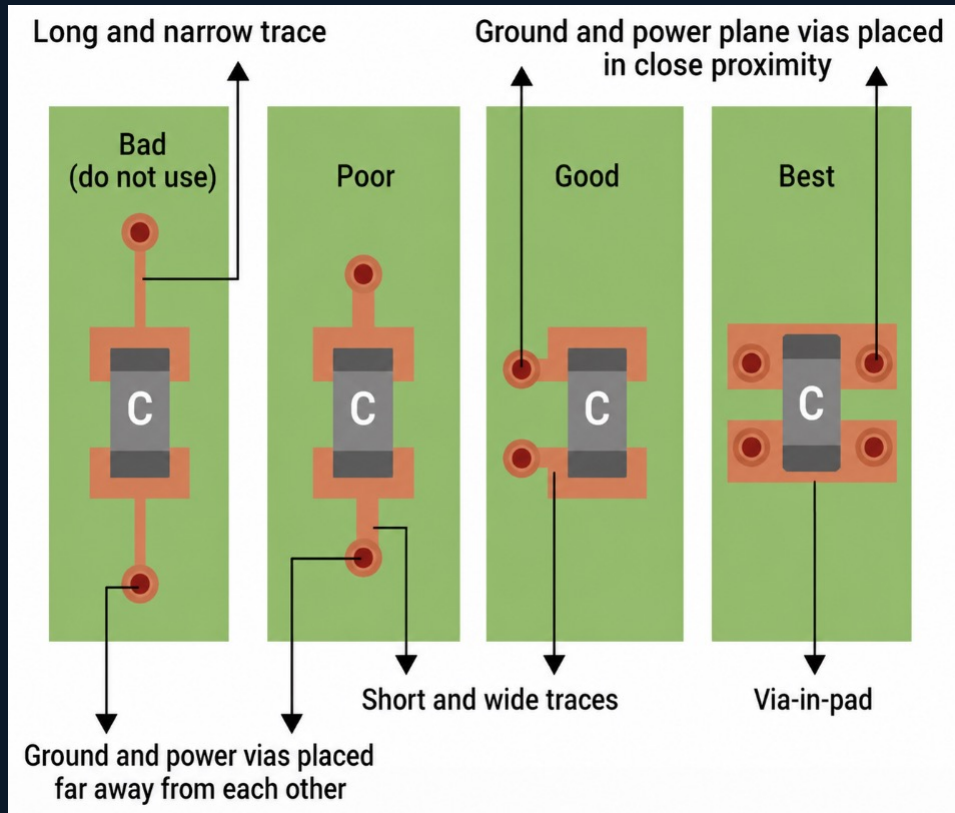 Long and narrow trace
Ground and power plane vias placed
in close proximity
Bad
(do not use)
Poor
Good
Best
C
C
C
C
Short and wide traces
Via-in-pad
Ground and power vias placed
far away from each other